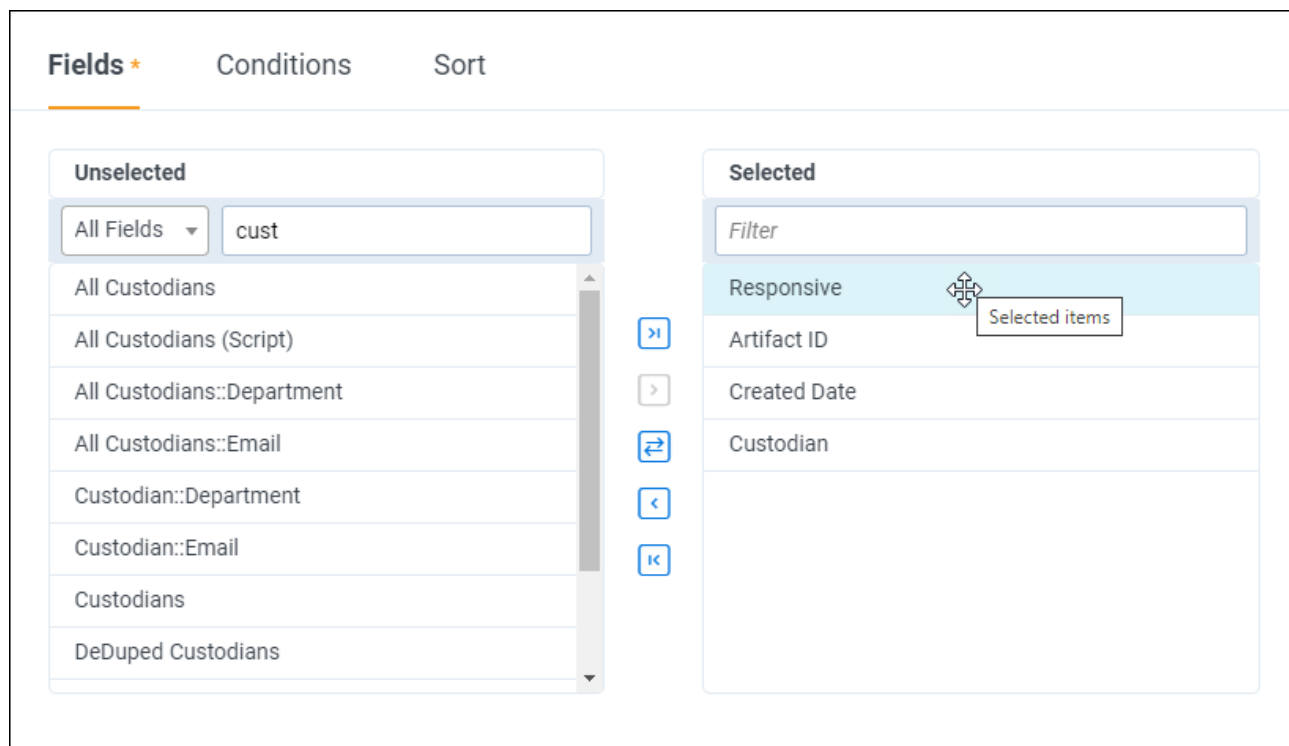 Fields * Conditions Sort
Unselected
All Fields cust
All Custodians
All Custodians (Script)
All Custodians::Department
All Custodians::Email
Custodian::Department
Custodian::Email
Custodians
DeDuped Custodians
Selected
Filter
Responsive
Selected items
Artifact ID
Created Date
Custodian